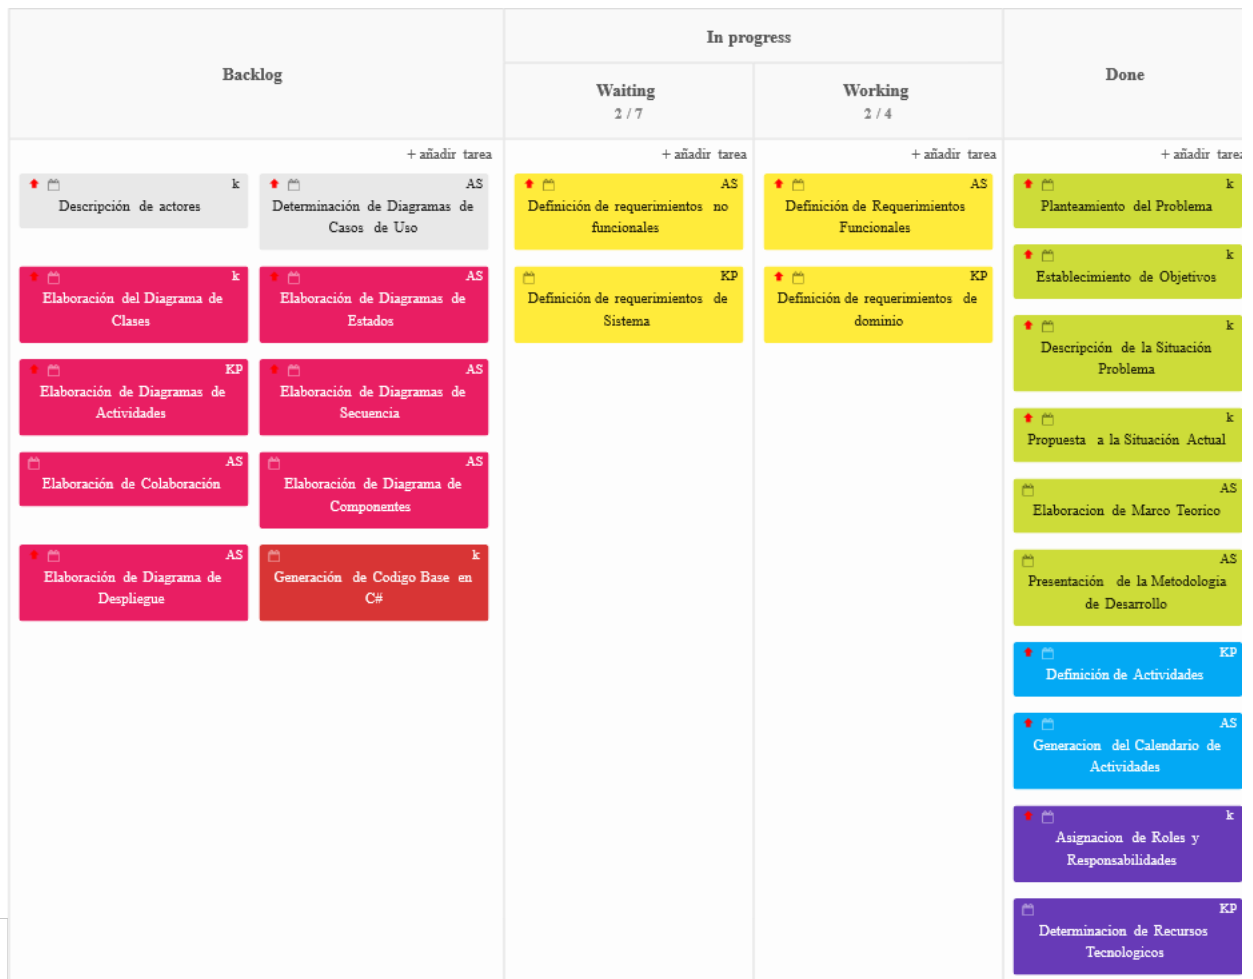 Backlog
In progress
Waiting
2 / 7
Working
2 / 4
Done
+ añadir tarea
k
Descripción de actores
AS
Determinación de Diagramas de
Casos de Uso
k
Elaboración del Diagrama de
Clases
AS
Elaboración de Diagramas de
Estados
KP
Elaboración de Diagramas de
Actividades
AS
Elaboración de Diagramas de
Secuencia
AS
Elaboración de Colaboración
AS
Elaboración de Diagrama de
Componentes
AS
Elaboración de Diagrama de
Despliegue
k
Generación de Codigo Base en
C#
+ añadir tarea
AS
Definición de requerimientos no
funcionales
KP
Definición de requerimientos de
Sistema
+ añadir tarea
AS
Definición de Requerimientos
Funcionales
KP
Definición de requerimientos de
dominio
+ añadir tarea
k
Planteamiento del Problema
k
Establecimiento de Objetivos
k
Descripción de la Situación
Problema
k
Propuesta a la Situación Actual
AS
Elaboracion de Marco Teorico
AS
Presentación de la Metodologia
de Desarrollo
KP
Definición de Actividades
AS
Generacion del Calendario de
Actividades
k
Asignacion de Roles y
Responsabilidades
KP
Determinacion de Recursos
Tecnologicos